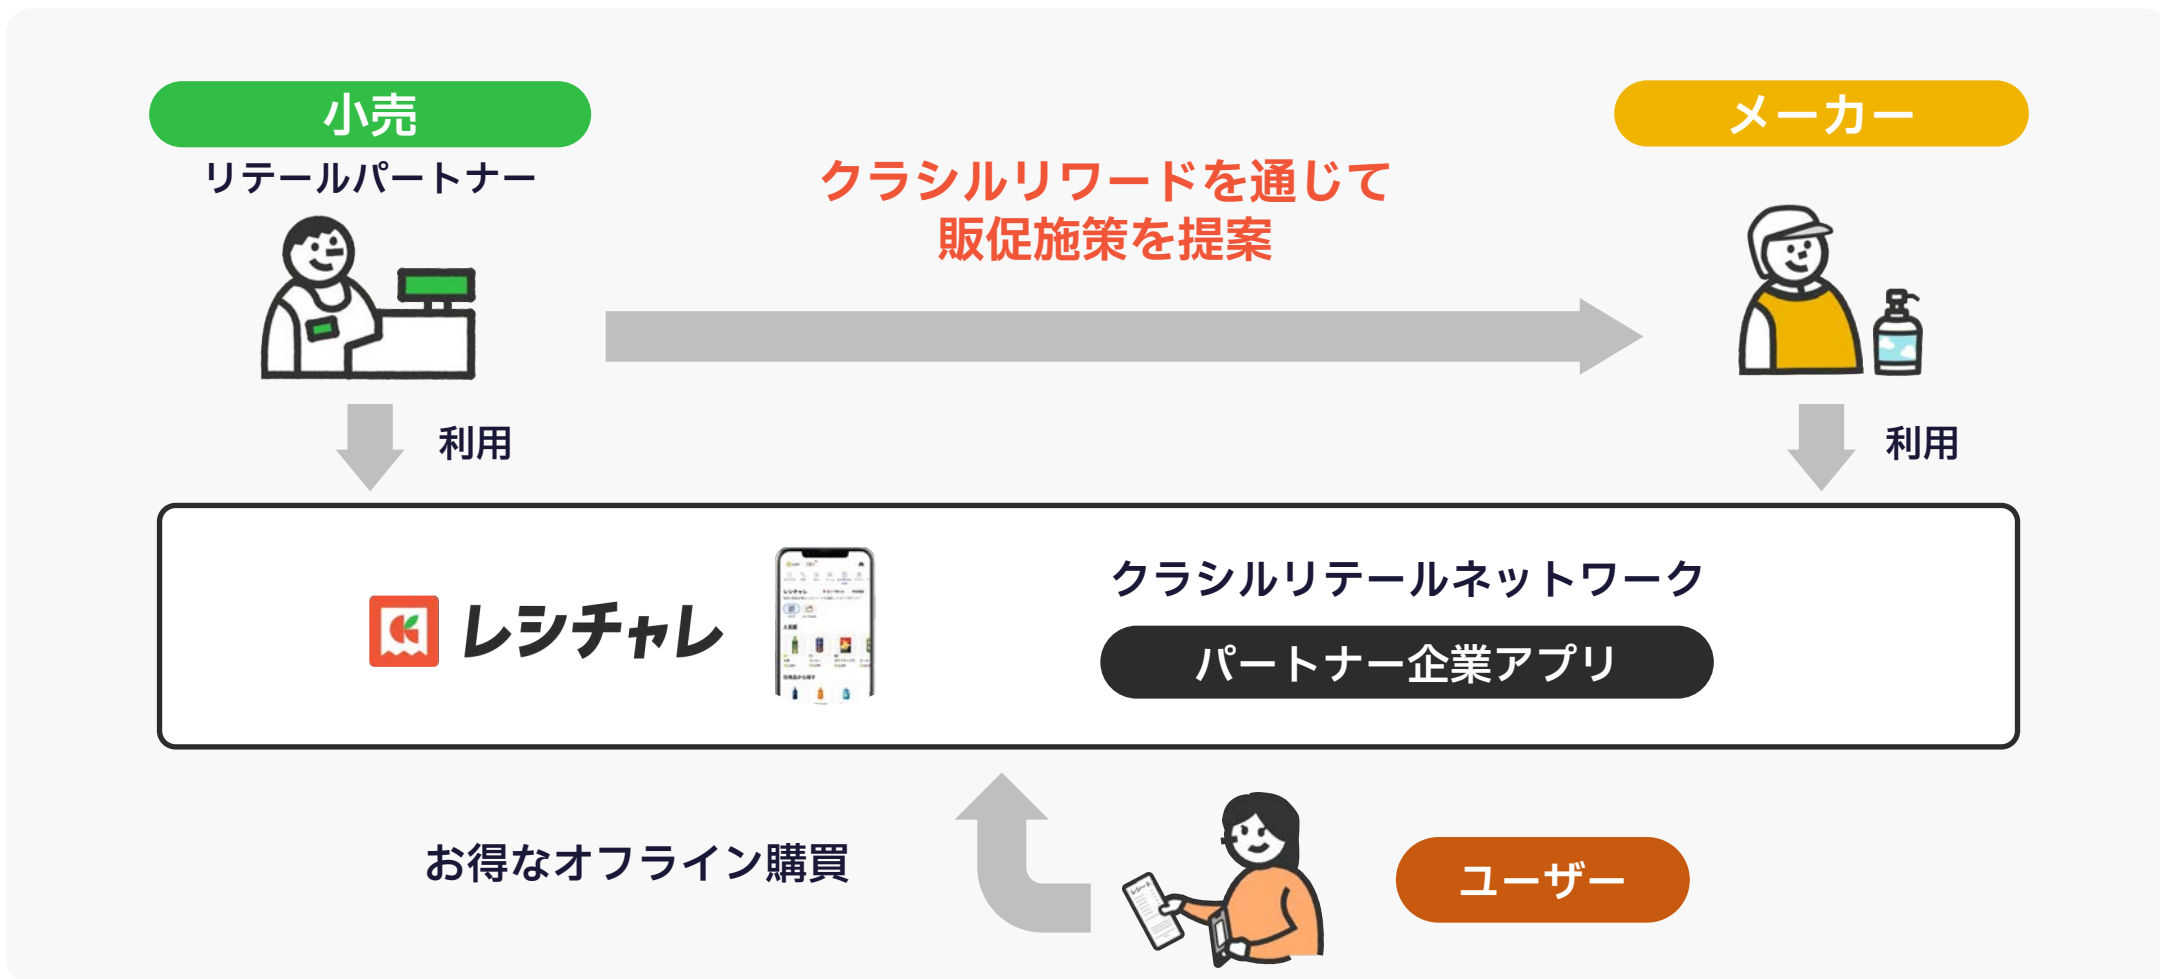 小売
メーカー
リテールパートナー
クラシルリワードを通じて
販促施策を提案
利用
利用
レシチャレ
クラシルリテールネットワーク
パートナー企業アプリ
お得なオフライン購買
ユーザー
レシート